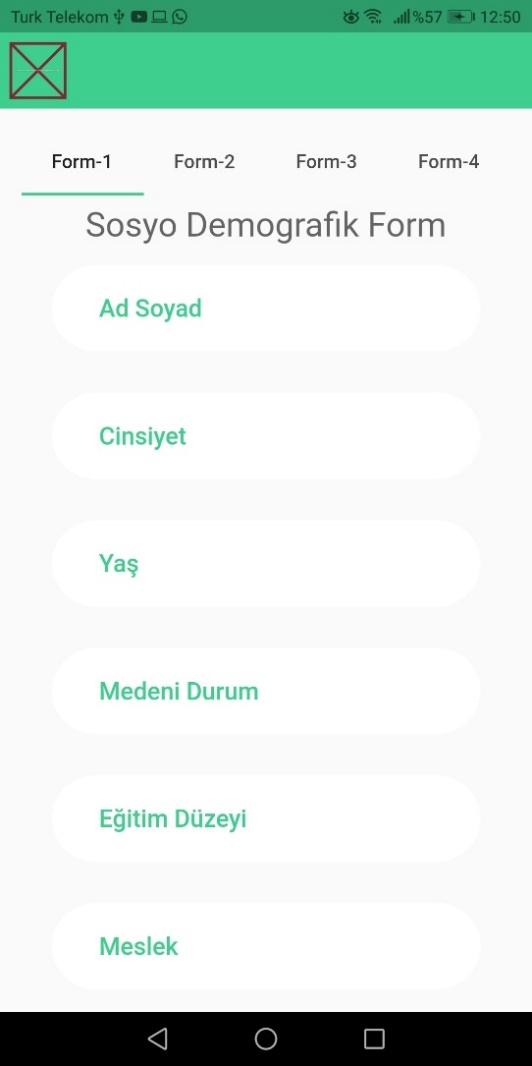 Turk Telekom %57 12:50
Form-1 Form-2 Form-3 Form-4
Sosyo Demografik Form
Ad Soyad
Cinsiyet
Yaş
Medeni Durum
Eğitim Düzeyi
Meslek